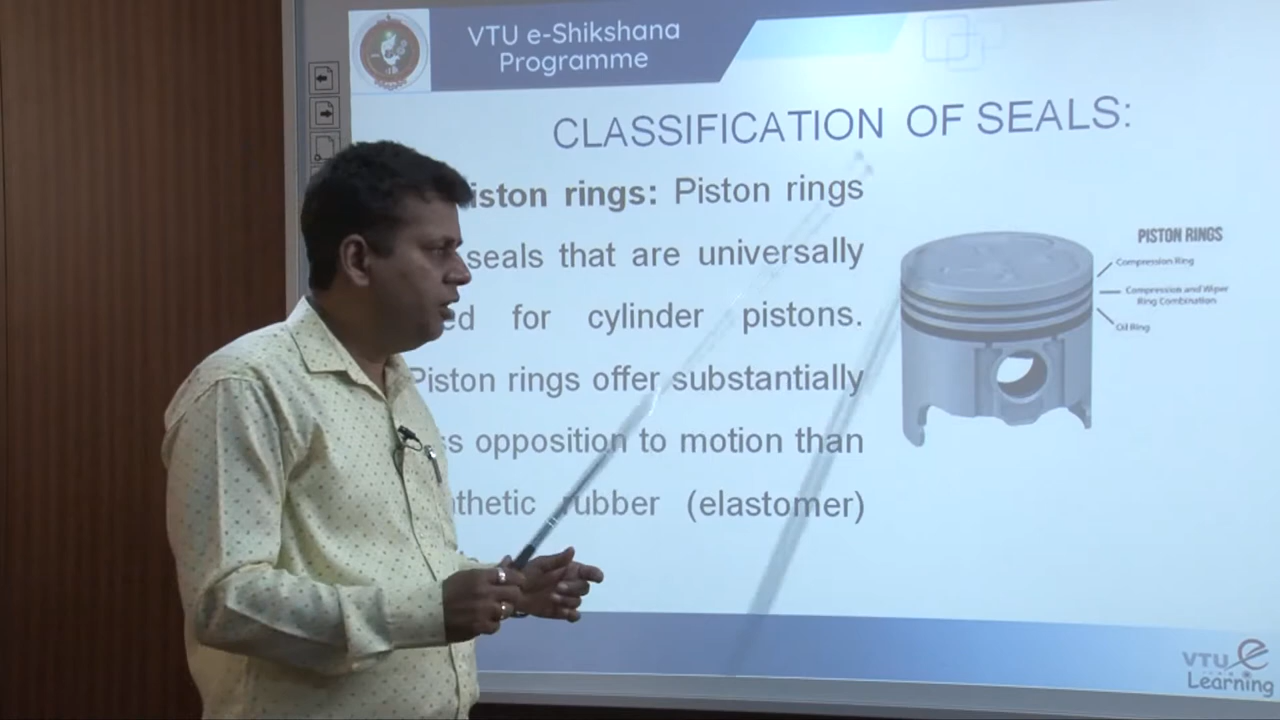 VTU e-Shikshana
Programme
CLASSIFICATION OF SEALS:
iston rings: Piston rings
seals that are universally
ed for cylinder pistons.
Piston rings offer substantially
ss opposition to motion than
nthetic rubber (elastomer)
PISTON RINGS
Compression Ring
Compression and Wiper
Ring Combination
Oil Ring
VTU e
Learning